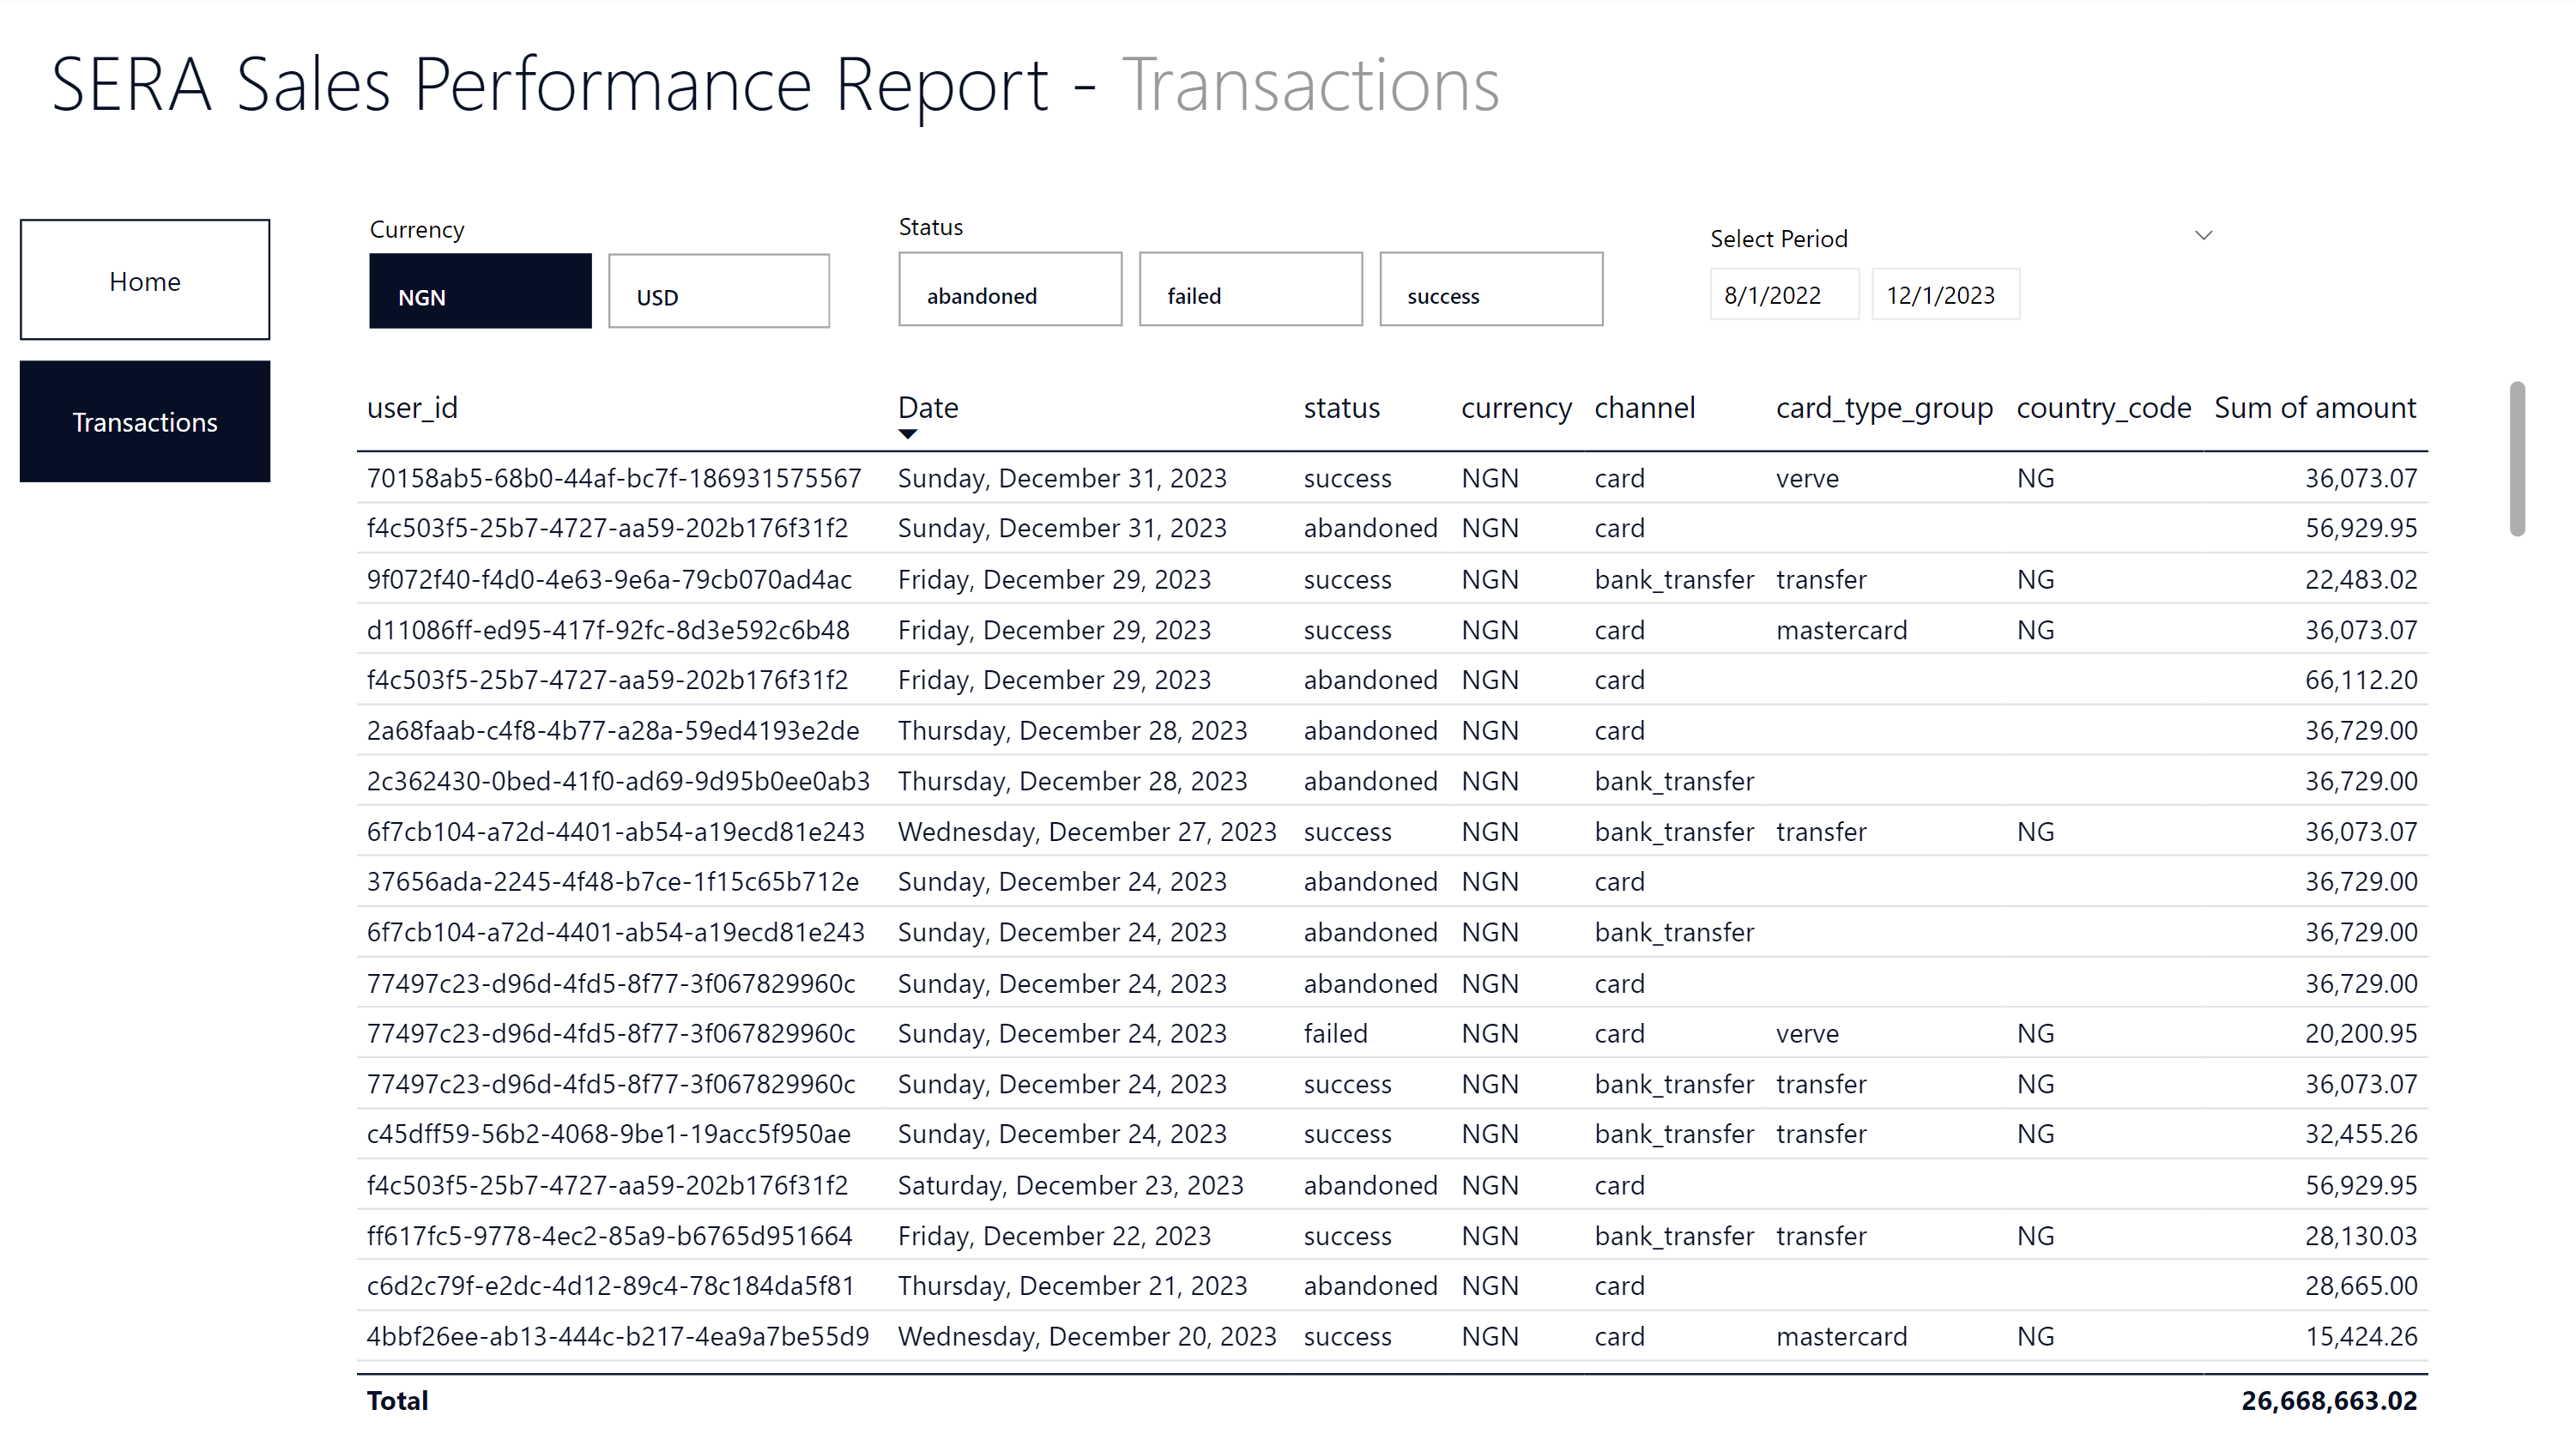 SERA Sales Performance Report - Transactions
Home
Transactions
Currency
NGN USD
Status
abandoned failed success
Select Period
8/1/2022 12/1/2023
user_id Date status currency channel card_type_group country_code Sum of amount
70158ab5-68b0-44af-bc7f-186931575567 Sunday, December 31, 2023 success NGN card verve NG 36,073.07
f4c503f5-25b7-4727-aa59-202b176f31f2 Sunday, December 31, 2023 abandoned NGN card 56,929.95
9f072f40-f4d0-4e63-9e6a-79cb070ad4ac Friday, December 29, 2023 success NGN bank_transfer transfer NG 22,483.02
d11086ff-ed95-417f-92fc-8d3e592c6b48 Friday, December 29, 2023 success NGN card mastercard NG 36,073.07
f4c503f5-25b7-4727-aa59-202b176f31f2 Friday, December 29, 2023 abandoned NGN card 66,112.20
2a68faab-c4f8-4b77-a28a-59ed4193e2de Thursday, December 28, 2023 abandoned NGN card 36,729.00
2c362430-0bed-41f0-ad69-9d95b0ee0ab3 Thursday, December 28, 2023 abandoned NGN bank_transfer 36,729.00
6f7cb104-a72d-4401-ab54-a19ecd81e243 Wednesday, December 27, 2023 success NGN bank_transfer transfer NG 36,073.07
37656ada-2245-4f48-b7ce-1f15c65b712e Sunday, December 24, 2023 abandoned NGN card 36,729.00
6f7cb104-a72d-4401-ab54-a19ecd81e243 Sunday, December 24, 2023 abandoned NGN bank_transfer 36,729.00
77497c23-d96d-4fd5-8f77-3f067829960c Sunday, December 24, 2023 abandoned NGN card 36,729.00
77497c23-d96d-4fd5-8f77-3f067829960c Sunday, December 24, 2023 failed NGN card verve NG 20,200.95
77497c23-d96d-4fd5-8f77-3f067829960c Sunday, December 24, 2023 success NGN bank_transfer transfer NG 36,073.07
c45dff59-56b2-4068-9be1-19acc5f950ae Sunday, December 24, 2023 success NGN bank_transfer transfer NG 32,455.26
f4c503f5-25b7-4727-aa59-202b176f31f2 Saturday, December 23, 2023 abandoned NGN card 56,929.95
ff617fc5-9778-4ec2-85a9-b6765d951664 Friday, December 22, 2023 success NGN bank_transfer transfer NG 28,130.03
c6d2c79f-e2dc-4d12-89c4-78c184da5f81 Thursday, December 21, 2023 abandoned NGN card 28,665.00
4bbf26ee-ab13-444c-b217-4ea9a7be55d9 Wednesday, December 20, 2023 success NGN card mastercard NG 15,424.26
Total 26,668,663.02